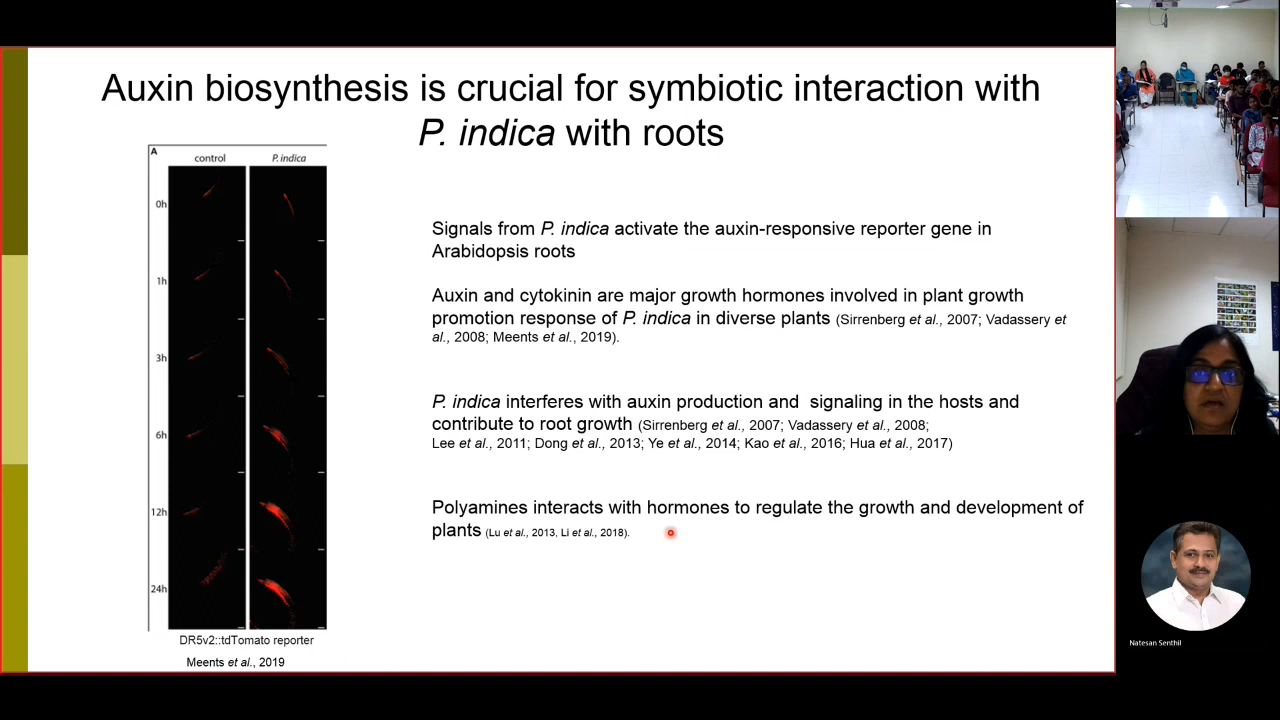 Auxin biosynthesis is crucial for symbiotic interaction with
P. indica with roots
A
control
P. indica
0h
1h
3h
6h
12h
24h
DR5v2::tdTomato reporter
Meents et al., 2019
Signals from P. indica activate the auxin-responsive reporter gene in
Arabidopsis roots
Auxin and cytokinin are major growth hormones involved in plant growth
promotion response of P. indica in diverse plants (Sirrenberg et al., 2007; Vadassery et
al., 2008; Meents et al., 2019).
P. indica interferes with auxin production and signaling in the hosts and
contribute to root growth (Sirrenberg et al., 2007; Vadassery et al., 2008;
Lee et al., 2011; Dong et al., 2013; Ye et al., 2014; Kao et al., 2016; Hua et al., 2017)
Polyamines interacts with hormones to regulate the growth and development of
plants (Lu et al., 2013, Li et al., 2018).
Natesan Senthil